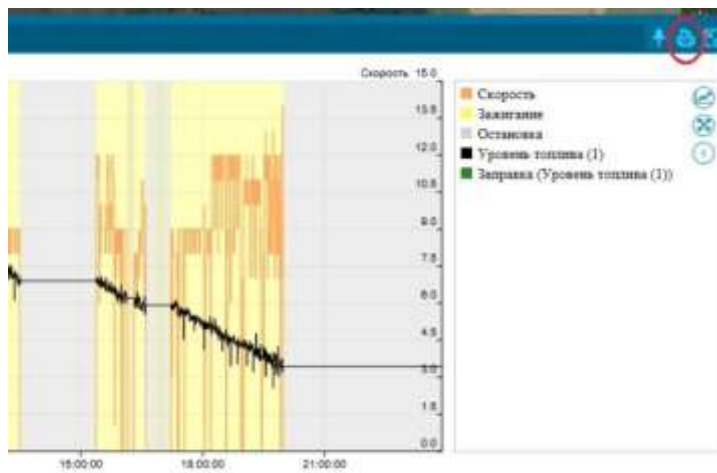 Скорость 15.0
13.5
12.0
10.5
9.0
7.5
6.0
4.5
3.0
1.5
0.0
15:00:00 18:00:00 21:00:00
Скорость
Зажигание
Остановка
Уровень топлива (1)
Заправка (Уровень топлива (1))